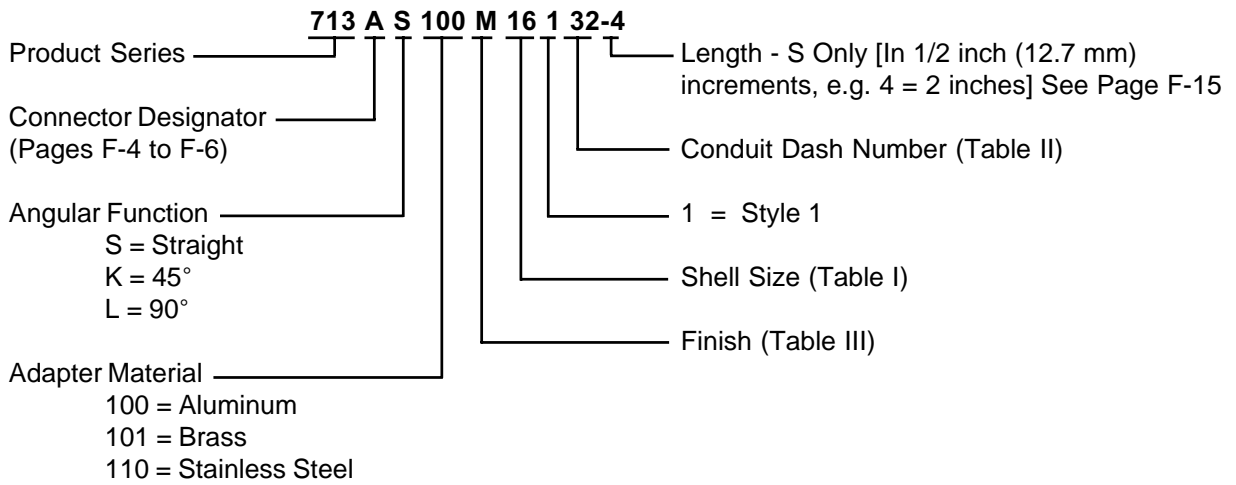 713 A S 100 M 16 1 32-4
Product Series
Connector Designator
(Pages F-4 to F-6)
Angular Function
S = Straight
K = 45°
L = 90°
Adapter Material
100 = Aluminum
101 = Brass
110 = Stainless Steel
Length - S Only [In 1/2 inch (12.7 mm)
increments, e.g. 4 = 2 inches] See Page F-15
Conduit Dash Number (Table II)
1 = Style 1
Shell Size (Table I)
Finish (Table III)